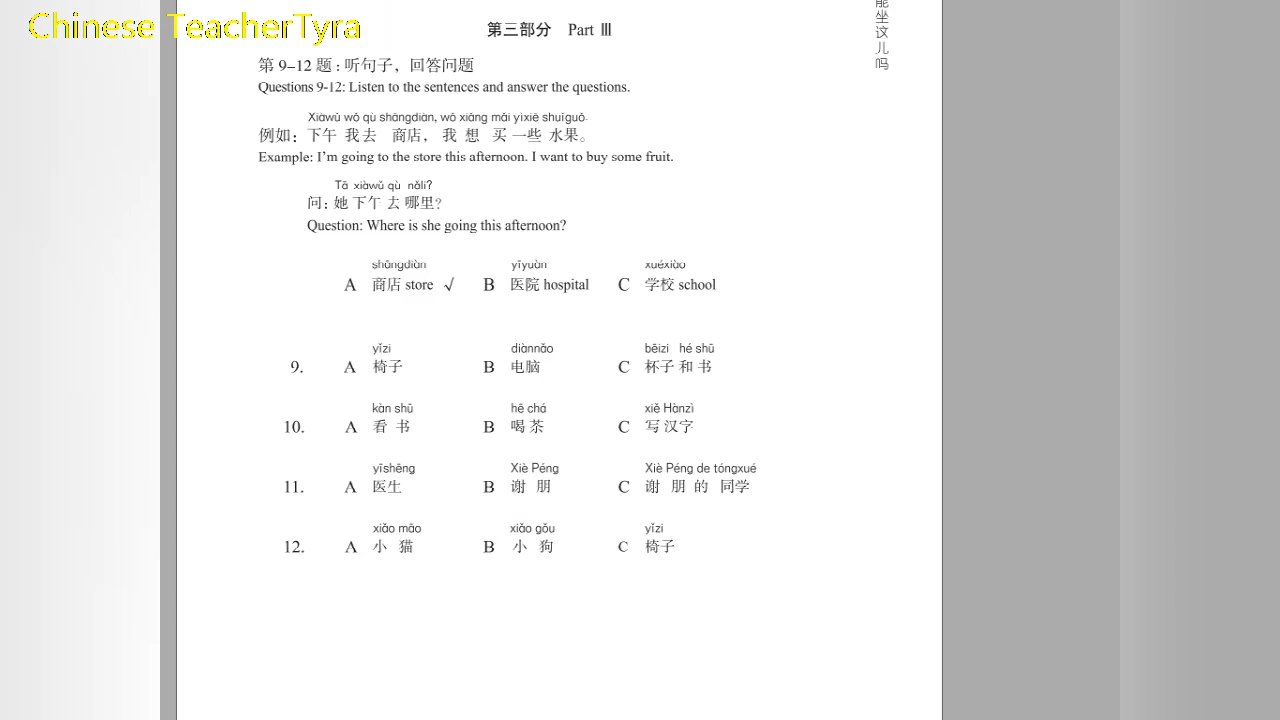 Chinese TeacherTyra
第三部分 Part Ⅲ
能坐这儿吗
第 9–12 题：听句子，回答问题
Questions 9-12: Listen to the sentences and answer the questions.
Xiàwǔ wǒ qù shāngdiàn, wǒ xiǎng mǎi yìxiē shuǐguǒ.
例如：下午 我 去 商店， 我 想 买 一些 水果。
Example: I’m going to the store this afternoon. I want to buy some fruit.
Tā xiàwǔ qù nǎli?
问：她 下午 去 哪里？
Question: Where is she going this afternoon?
shāngdiàn yīyuàn xuéxiào
A 商店 store √ B 医院 hospital C 学校 school
yǐzi diànnǎo bēizi hé shū
9. A 椅子 B 电脑 C 杯子 和 书
kàn shū hē chá xiě Hànzì
10. A 看 书 B 喝 茶 C 写 汉字
yīshēng Xiè Péng Xiè Péng de tóngxué
11. A 医生 B 谢 朋 C 谢 朋 的 同学
xiǎo māo xiǎo gǒu yǐzi
12. A 小 猫 B 小 狗 C 椅子